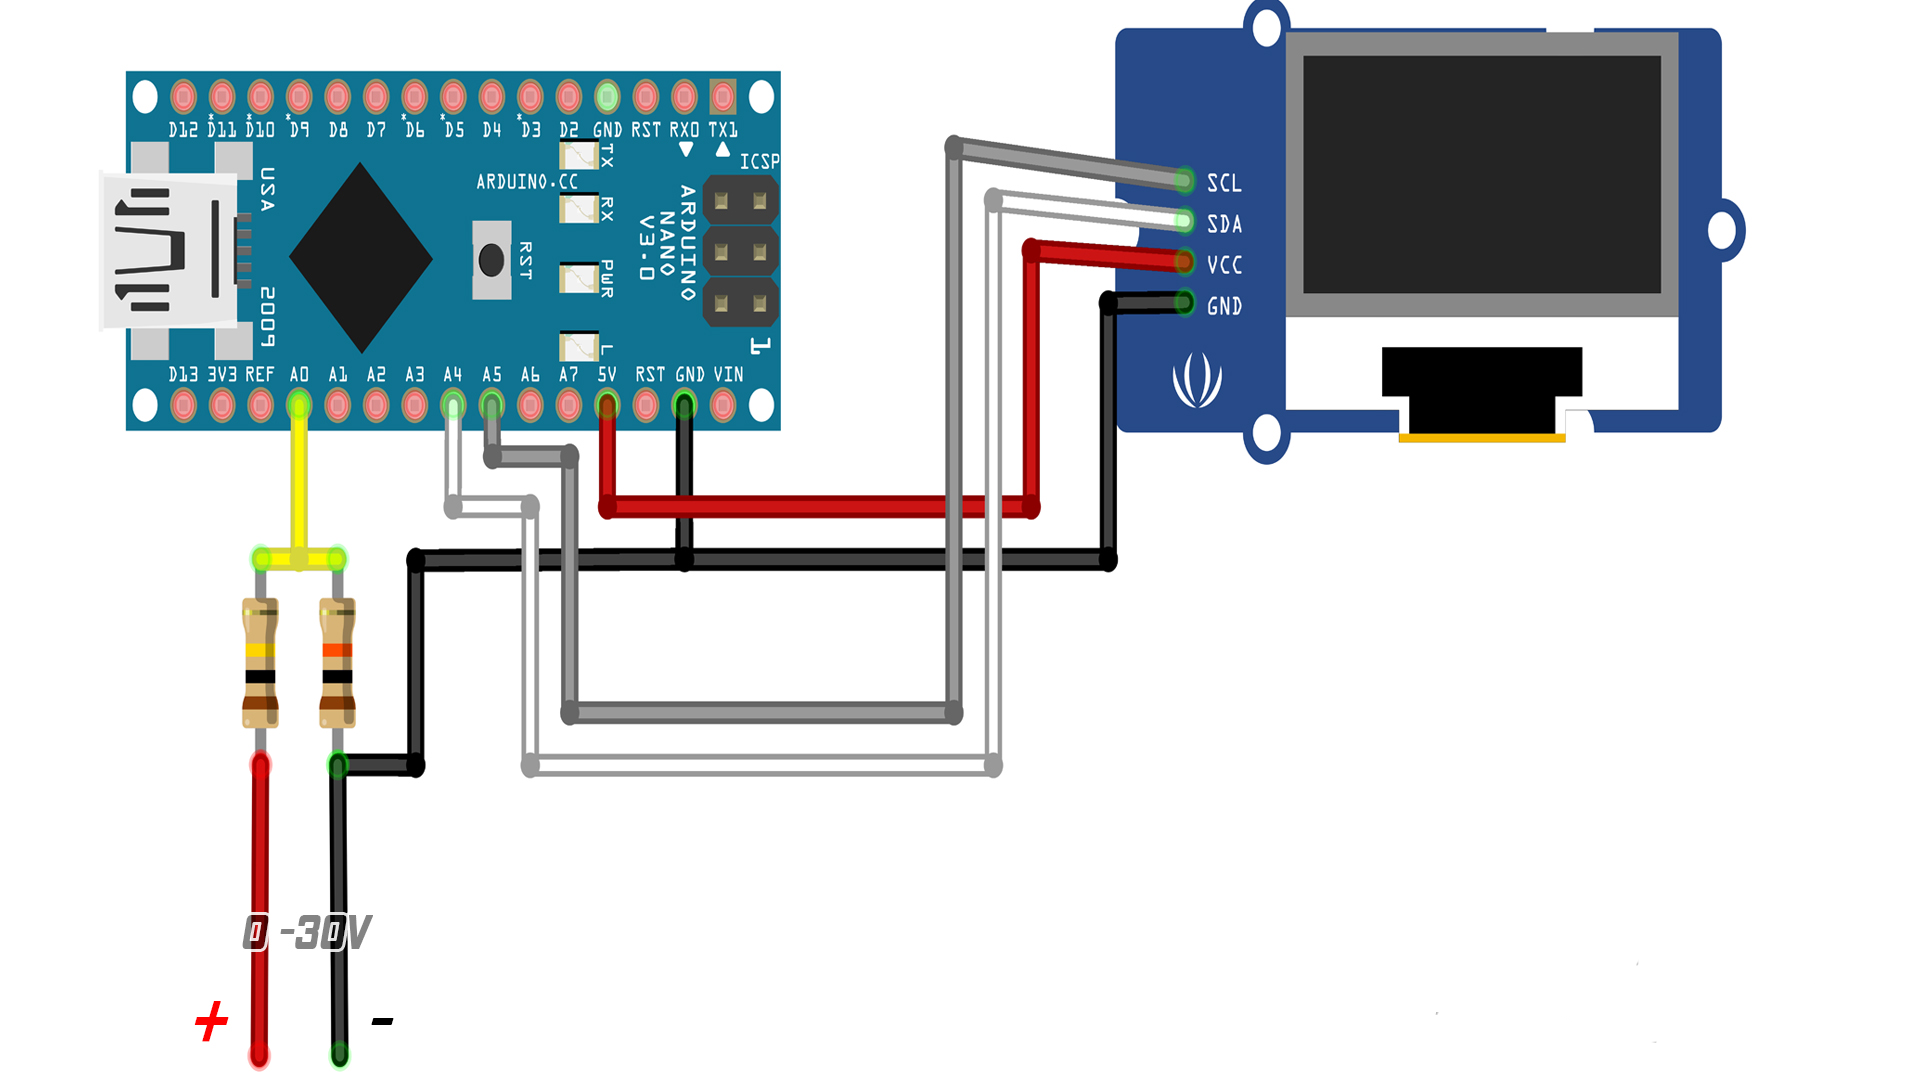 D12 D11 D10 D9 D8 D7 D6 D5 D4 D3 D2 GND RST RX0 TX1
TX
ICSP
USA
ARDUINO.CC
RX
ARDUINO
NANO
V3.0
RST
PWR
2009
L
1
D13 3V3 REF A0 A1 A2 A3 A4 A5 A6 A7 5V RST GND VIN
SCL
SDA
VCC
GND
0-30V
+ -